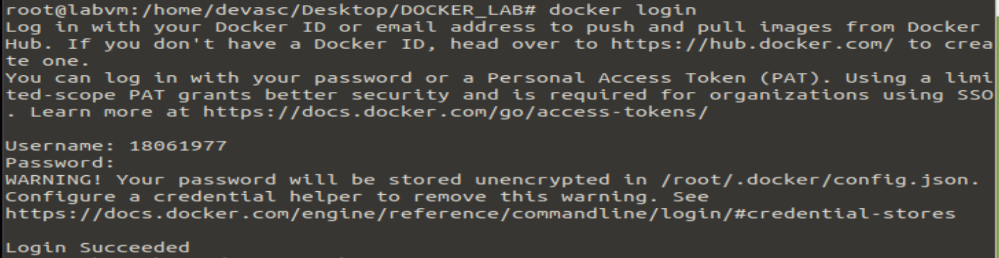 root@labvm:/home/devasc/Desktop/DOCKER_LAB# docker login
Log in with your Docker ID or email address to push and pull images from Docker
Hub. If you don't have a Docker ID, head over to https://hub.docker.com/ to crea
te one.
You can log in with your password or a Personal Access Token (PAT). Using a limi
ted-scope PAT grants better security and is required for organizations using SSO
. Learn more at https://docs.docker.com/go/access-tokens/
Username: 18061977
Password:
WARNING! Your password will be stored unencrypted in /root/.docker/config.json.
Configure a credential helper to remove this warning. See
https://docs.docker.com/engine/reference/commandline/login/#credential-stores
Login Succeeded